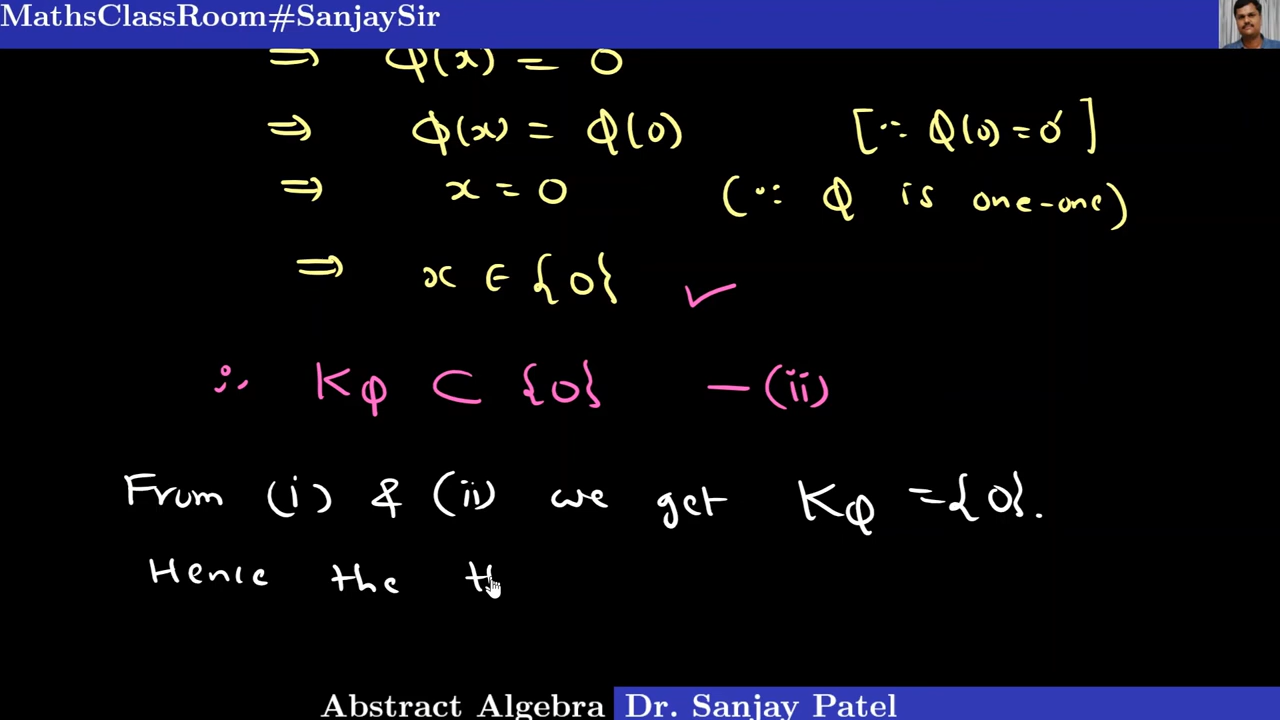 MathsClassRoom#SanjaySir
⇒ φ(x) = 0
⇒ φ(x) = φ(0) [∵ φ(0) = 0']
⇒ x = 0 (∵ φ is one-one)
⇒ x ∈ {0} ✓
∴ Kφ ⊂ {0} — (ii)
From (i) & (ii) we get Kφ = {0}.
Hence the t
Abstract Algebra Dr. Sanjay Patel